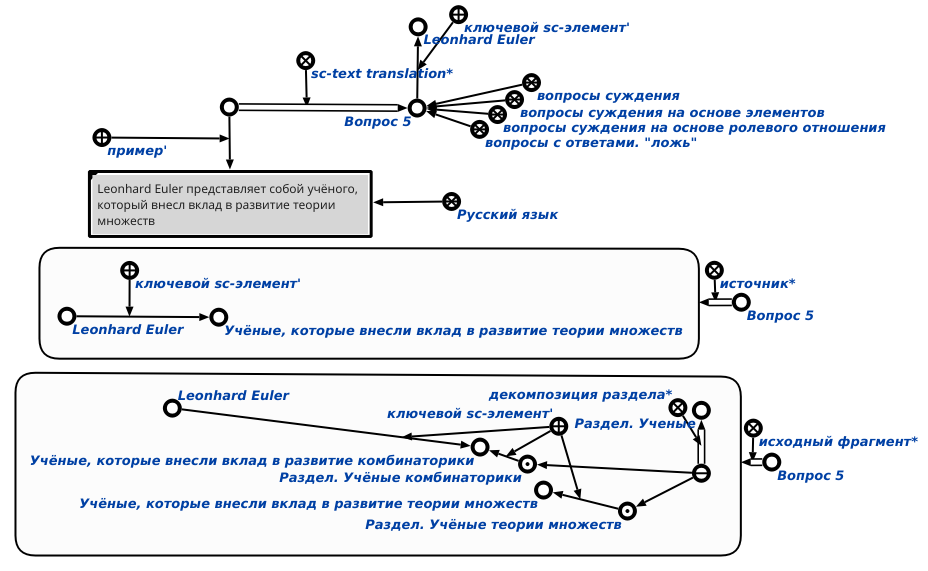 ключевой sc-элемент'
Leonhard Euler
sc-text translation*
вопросы суждения
вопросы суждения на основе элементов
Вопрос 5
вопросы суждения на основе ролевого отношения
вопросы с ответами. "ложь"
пример'
Leonhard Euler представляет собой учёного,
который внесл вклад в развитие теории
множеств
Русский язык
ключевой sc-элемент'
источник*
Вопрос 5
Leonhard Euler
Учёные, которые внесли вклад в развитие теории множеств
Leonhard Euler
декомпозиция раздела*
ключевой sc-элемент'
Раздел. Ученые
исходный фрагмент*
Учёные, которые внесли вклад в развитие комбинаторики
Раздел. Учёные комбинаторики
Вопрос 5
Учёные, которые внесли вклад в развитие теории множеств
Раздел. Учёные теории множеств